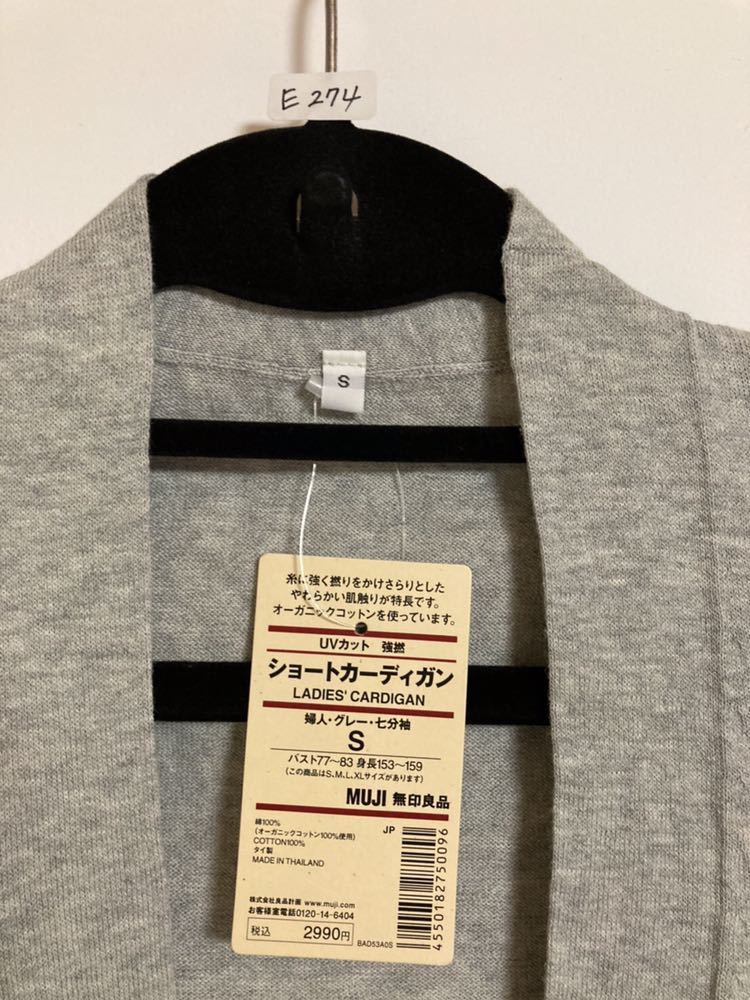 E 274
S
糸に強く撚りをかけさらりとした
やわらかい肌触りが特長です。
オーガニックコットンを使っています。
UVカット 強撚
ショートカーディガン
LADIES' CARDIGAN
婦人・グレー・七分袖
S
バスト77〜83 身長153〜159
(この商品はS、M、L、XLサイズがあります)
MUJI 無印良品
綿100%
(オーガニックコットン100%使用)
COTTON100%
タイ製
MADE IN THAILAND
JP
4550182750096
株式会社良品計画 www.muji.com
お客様室電話0120-14-6404
税込 2990円
BAD53A0S